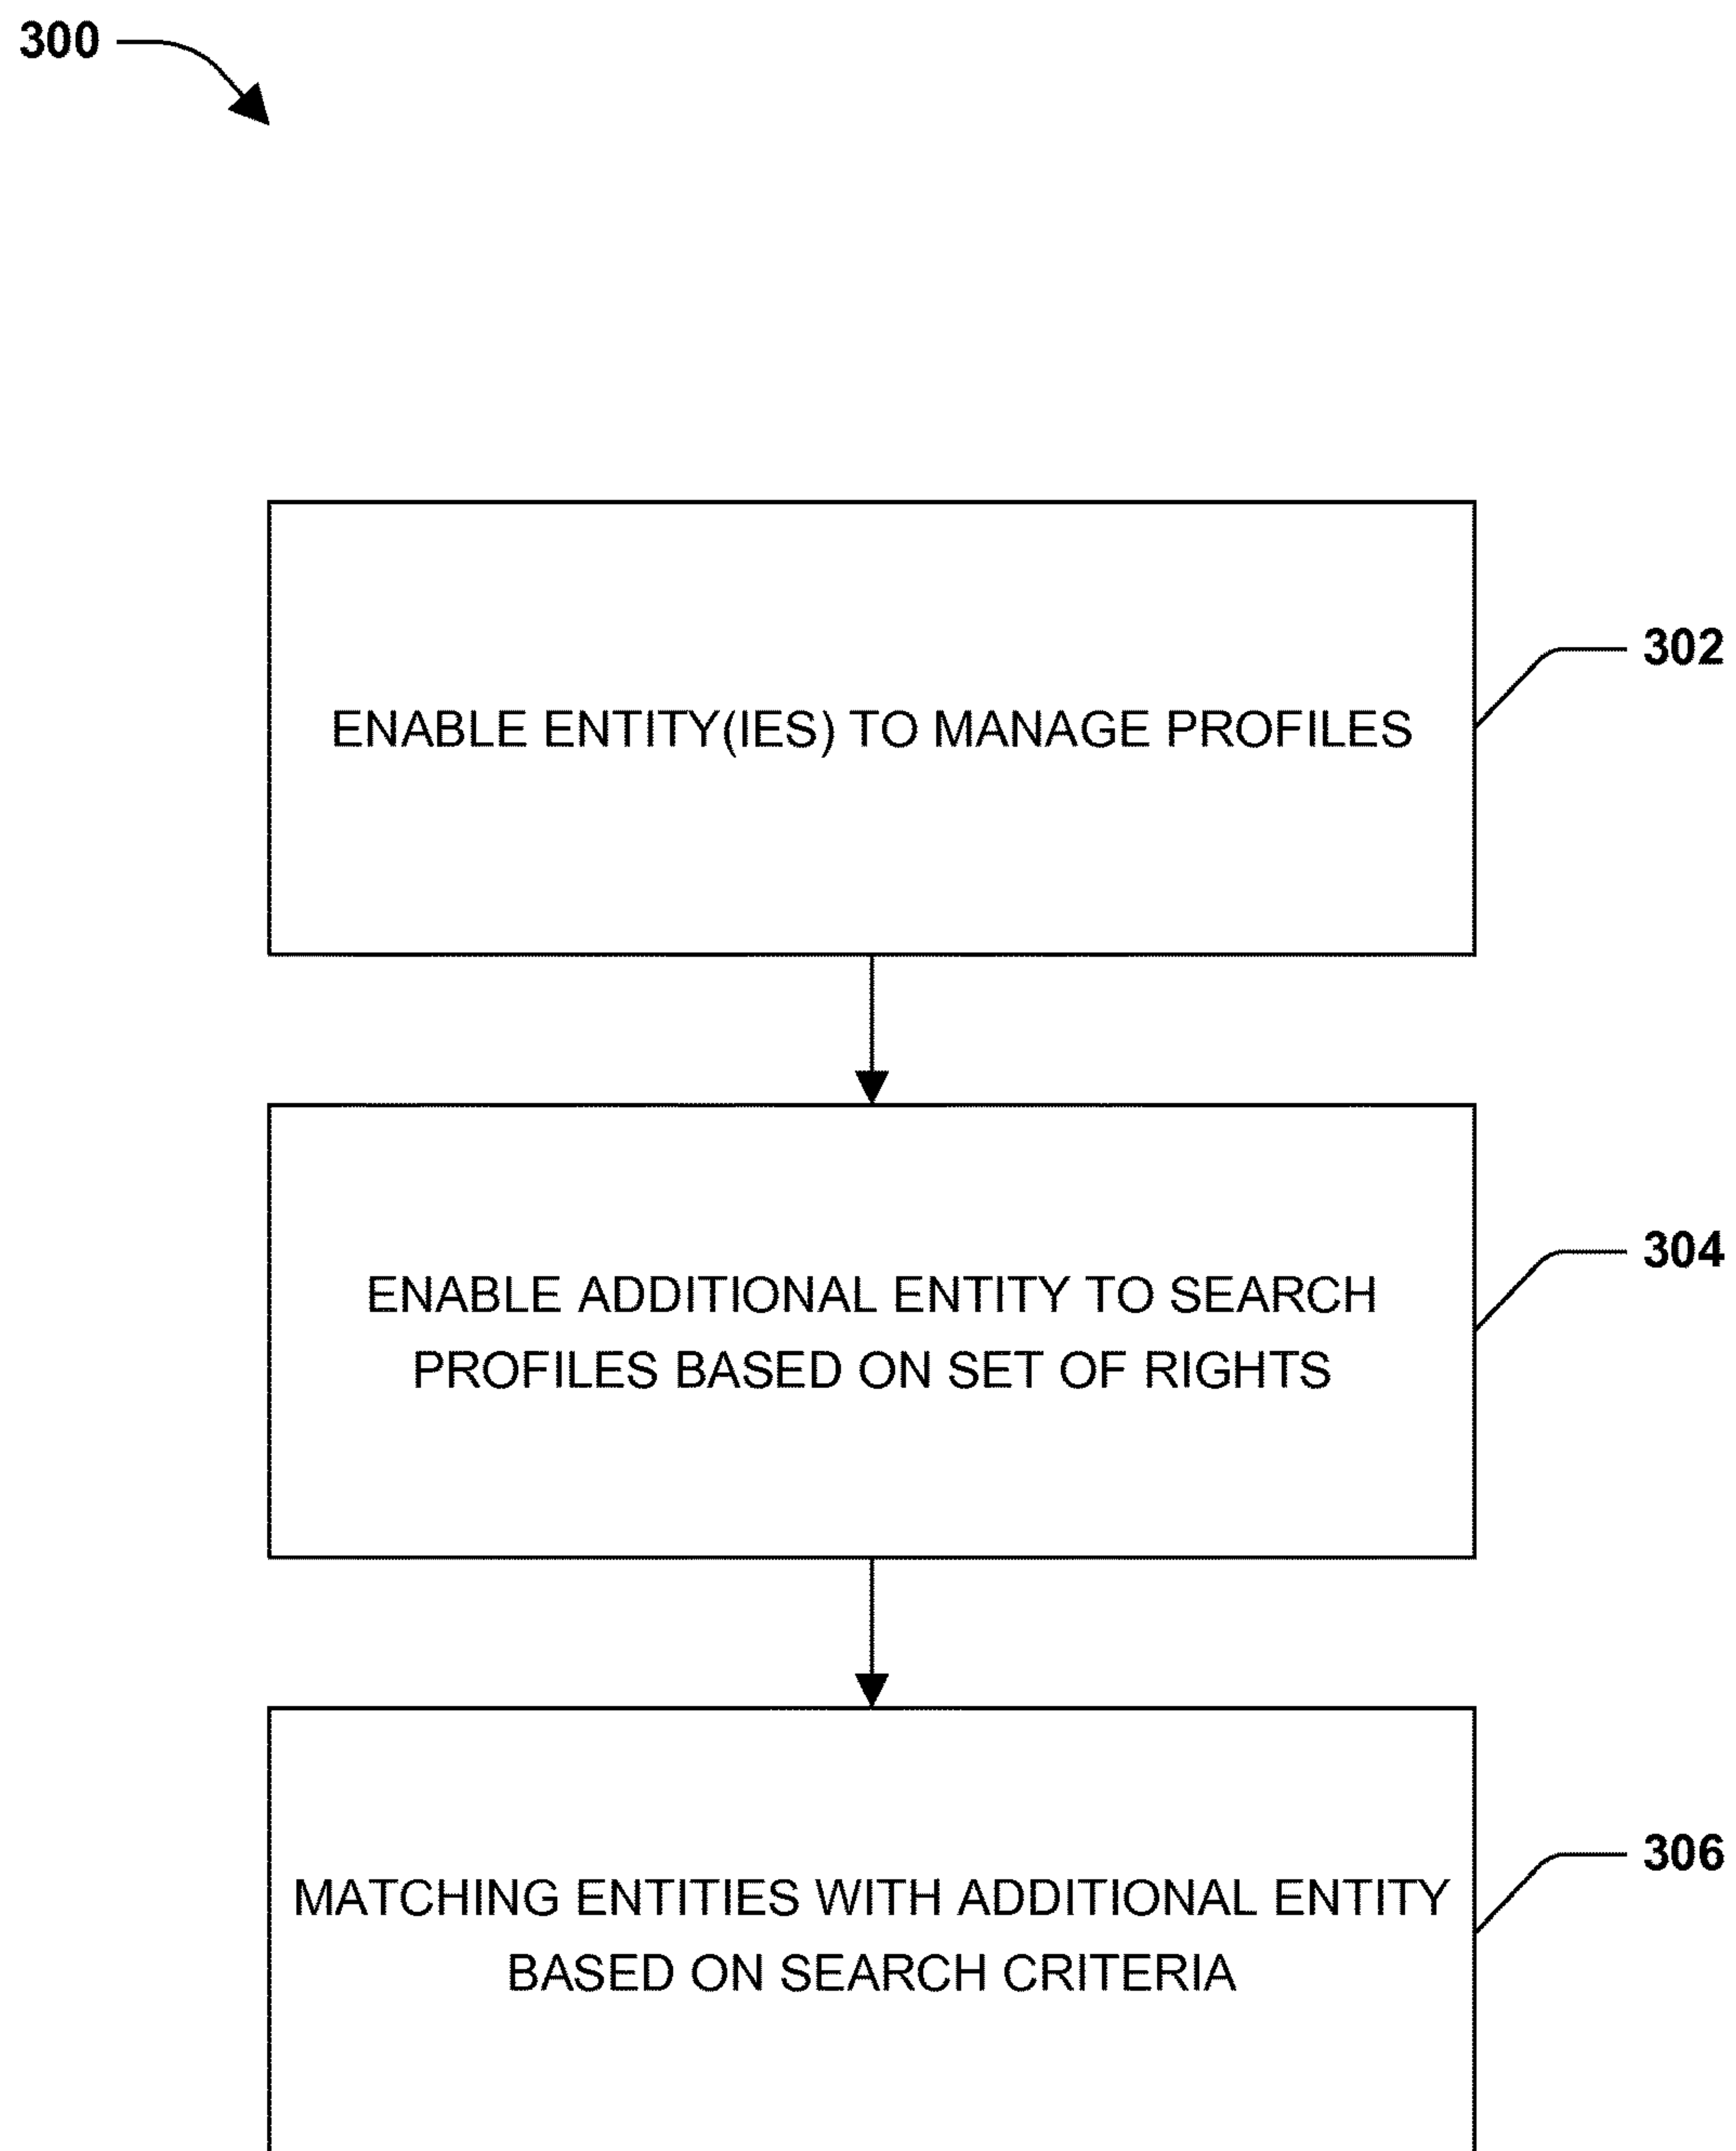 300
ENABLE ENTITY(IES) TO MANAGE PROFILES
302
ENABLE ADDITIONAL ENTITY TO SEARCH
PROFILES BASED ON SET OF RIGHTS
304
MATCHING ENTITIES WITH ADDITIONAL ENTITY
BASED ON SEARCH CRITERIA
306